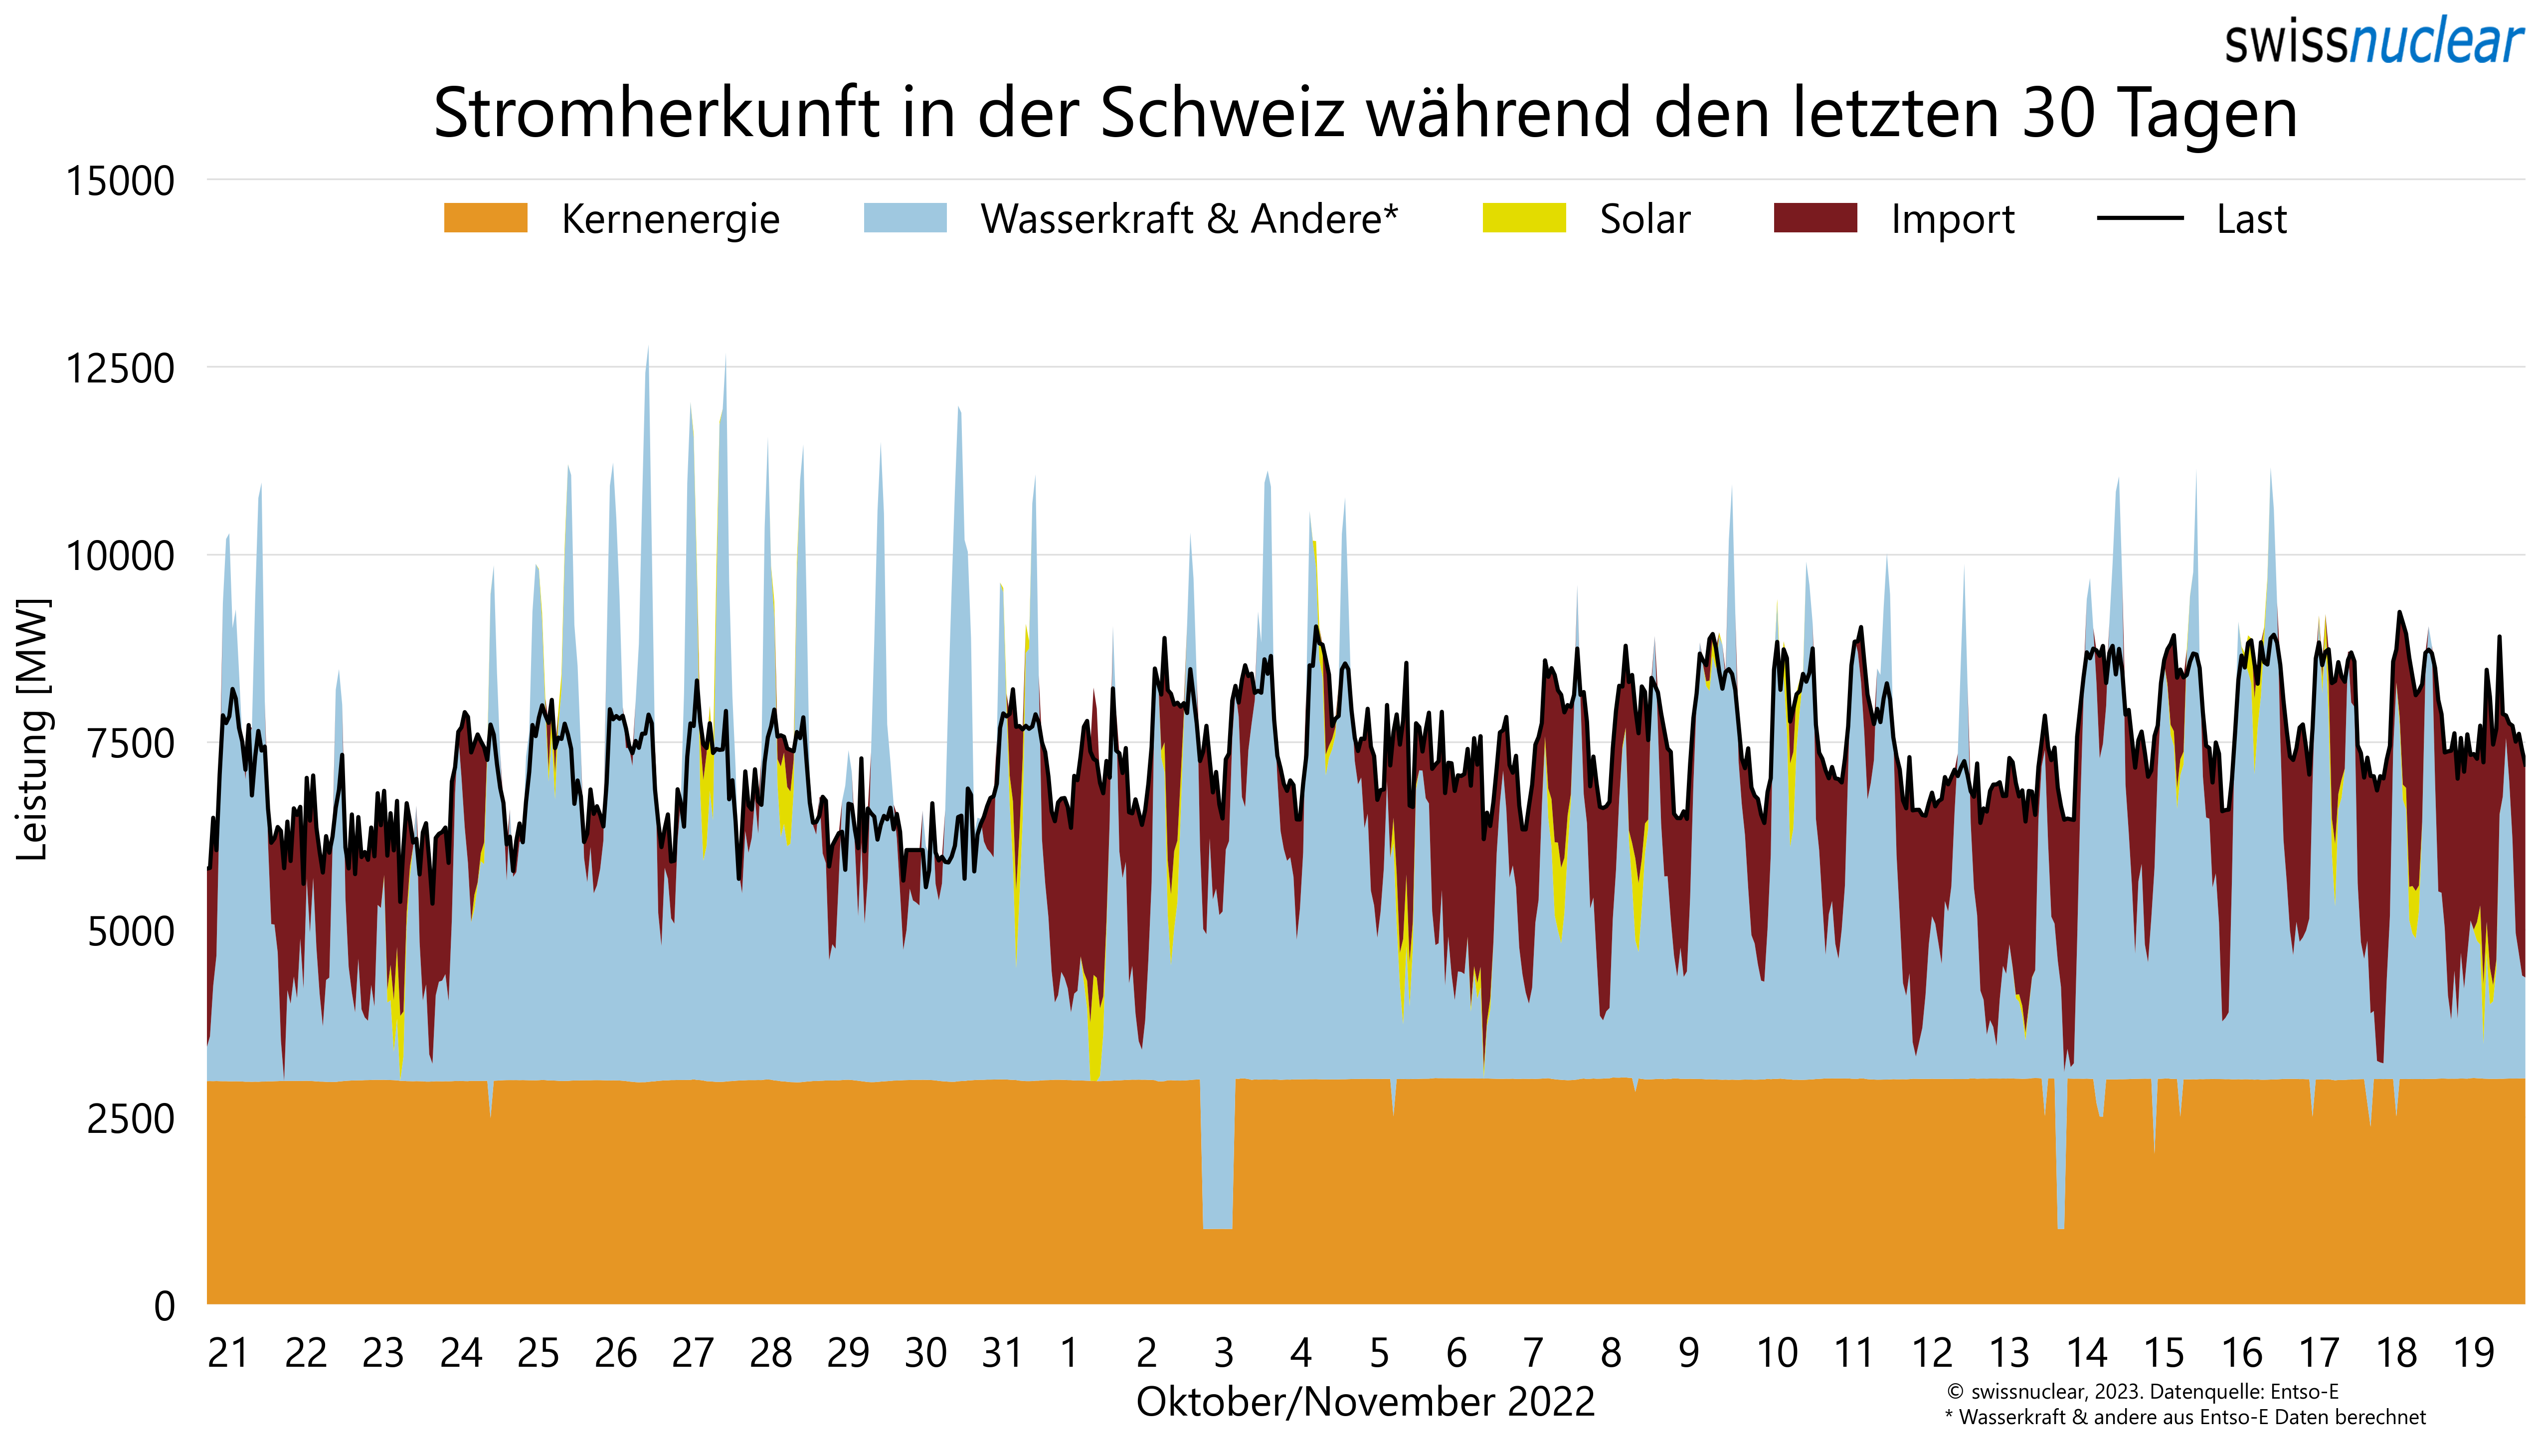 swissnuclear
Stromherkunft in der Schweiz während den letzten 30 Tagen
15000
Kernenergie Wasserkraft & Andere* Solar Import Last
12500
10000
7500
5000
2500
0
Leistung [MW]
21 22 23 24 25 26 27 28 29 30 31 1 2 3 4 5 6 7 8 9 10 11 12 13 14 15 16 17 18 19
Oktober/November 2022
© swissnuclear, 2023. Datenquelle: Entso-E
* Wasserkraft & andere aus Entso-E Daten berechnet